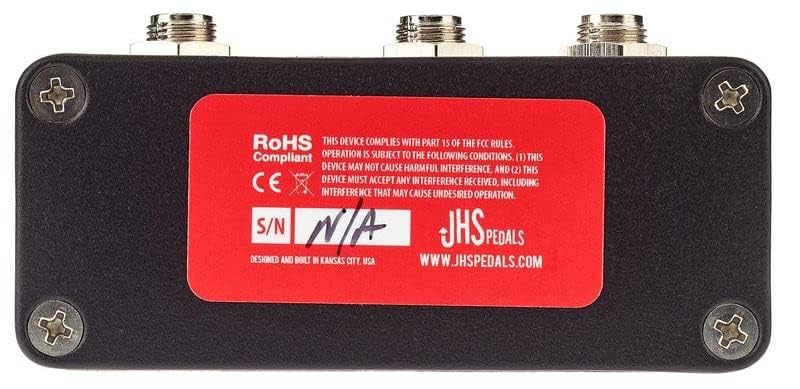 RoHS
Compliant
THIS DEVICE COMPLIES WITH PART 15 OF THE FCC RULES.
OPERATION IS SUBJECT TO THE FOLLOWING CONDITIONS. (1) THIS
DEVICE MAY NOT CAUSE HARMFUL INTERFERENCE, AND (2) THIS
DEVICE MUST ACCEPT ANY INTERFERENCE RECEIVED, INCLUDING
INTERFERENCE THAT MAY CAUSE UNDESIRED OPERATION.
CE
S/N N/A
JHS PEDALS
DESIGNED AND BUILT IN KANSAS CITY, USA
WWW.JHSPEDALS.COM